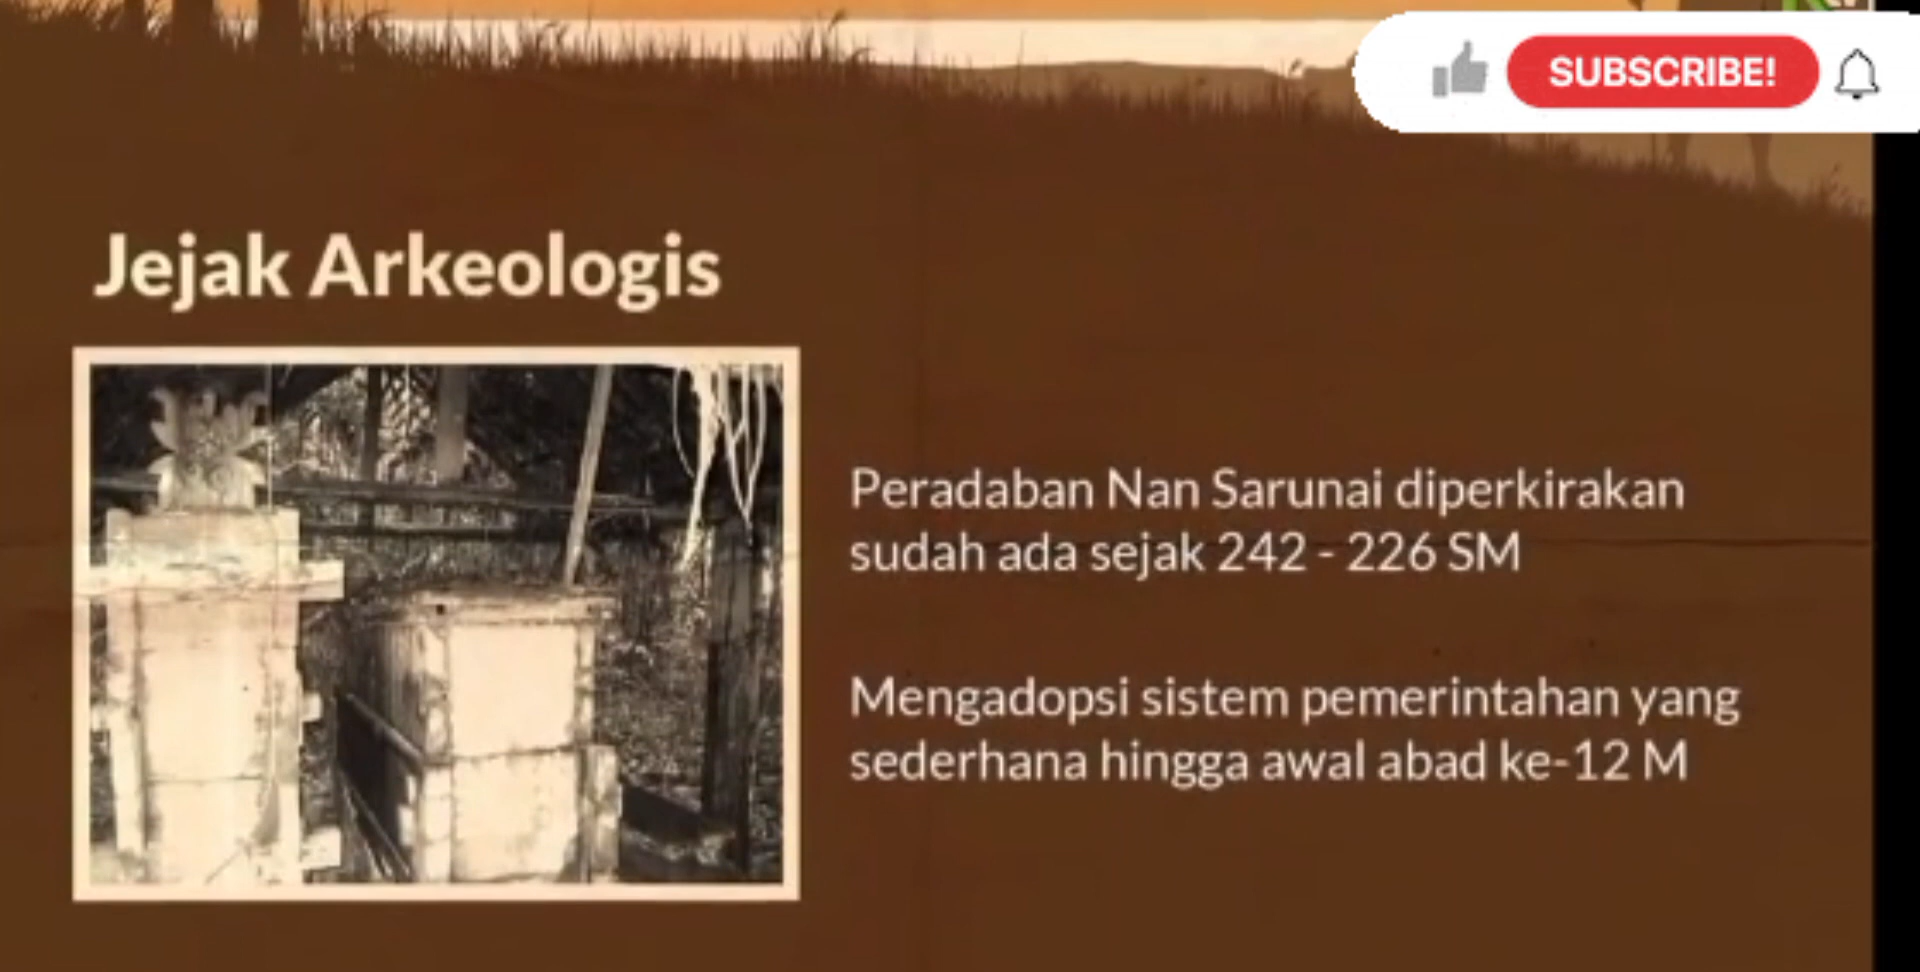 SUBSCRIBE!
Jejak Arkeologis
Peradaban Nan Sarunai diperkirakan
sudah ada sejak 242 - 226 SM
Mengadopsi sistem pemerintahan yang
sederhana hingga awal abad ke-12 M